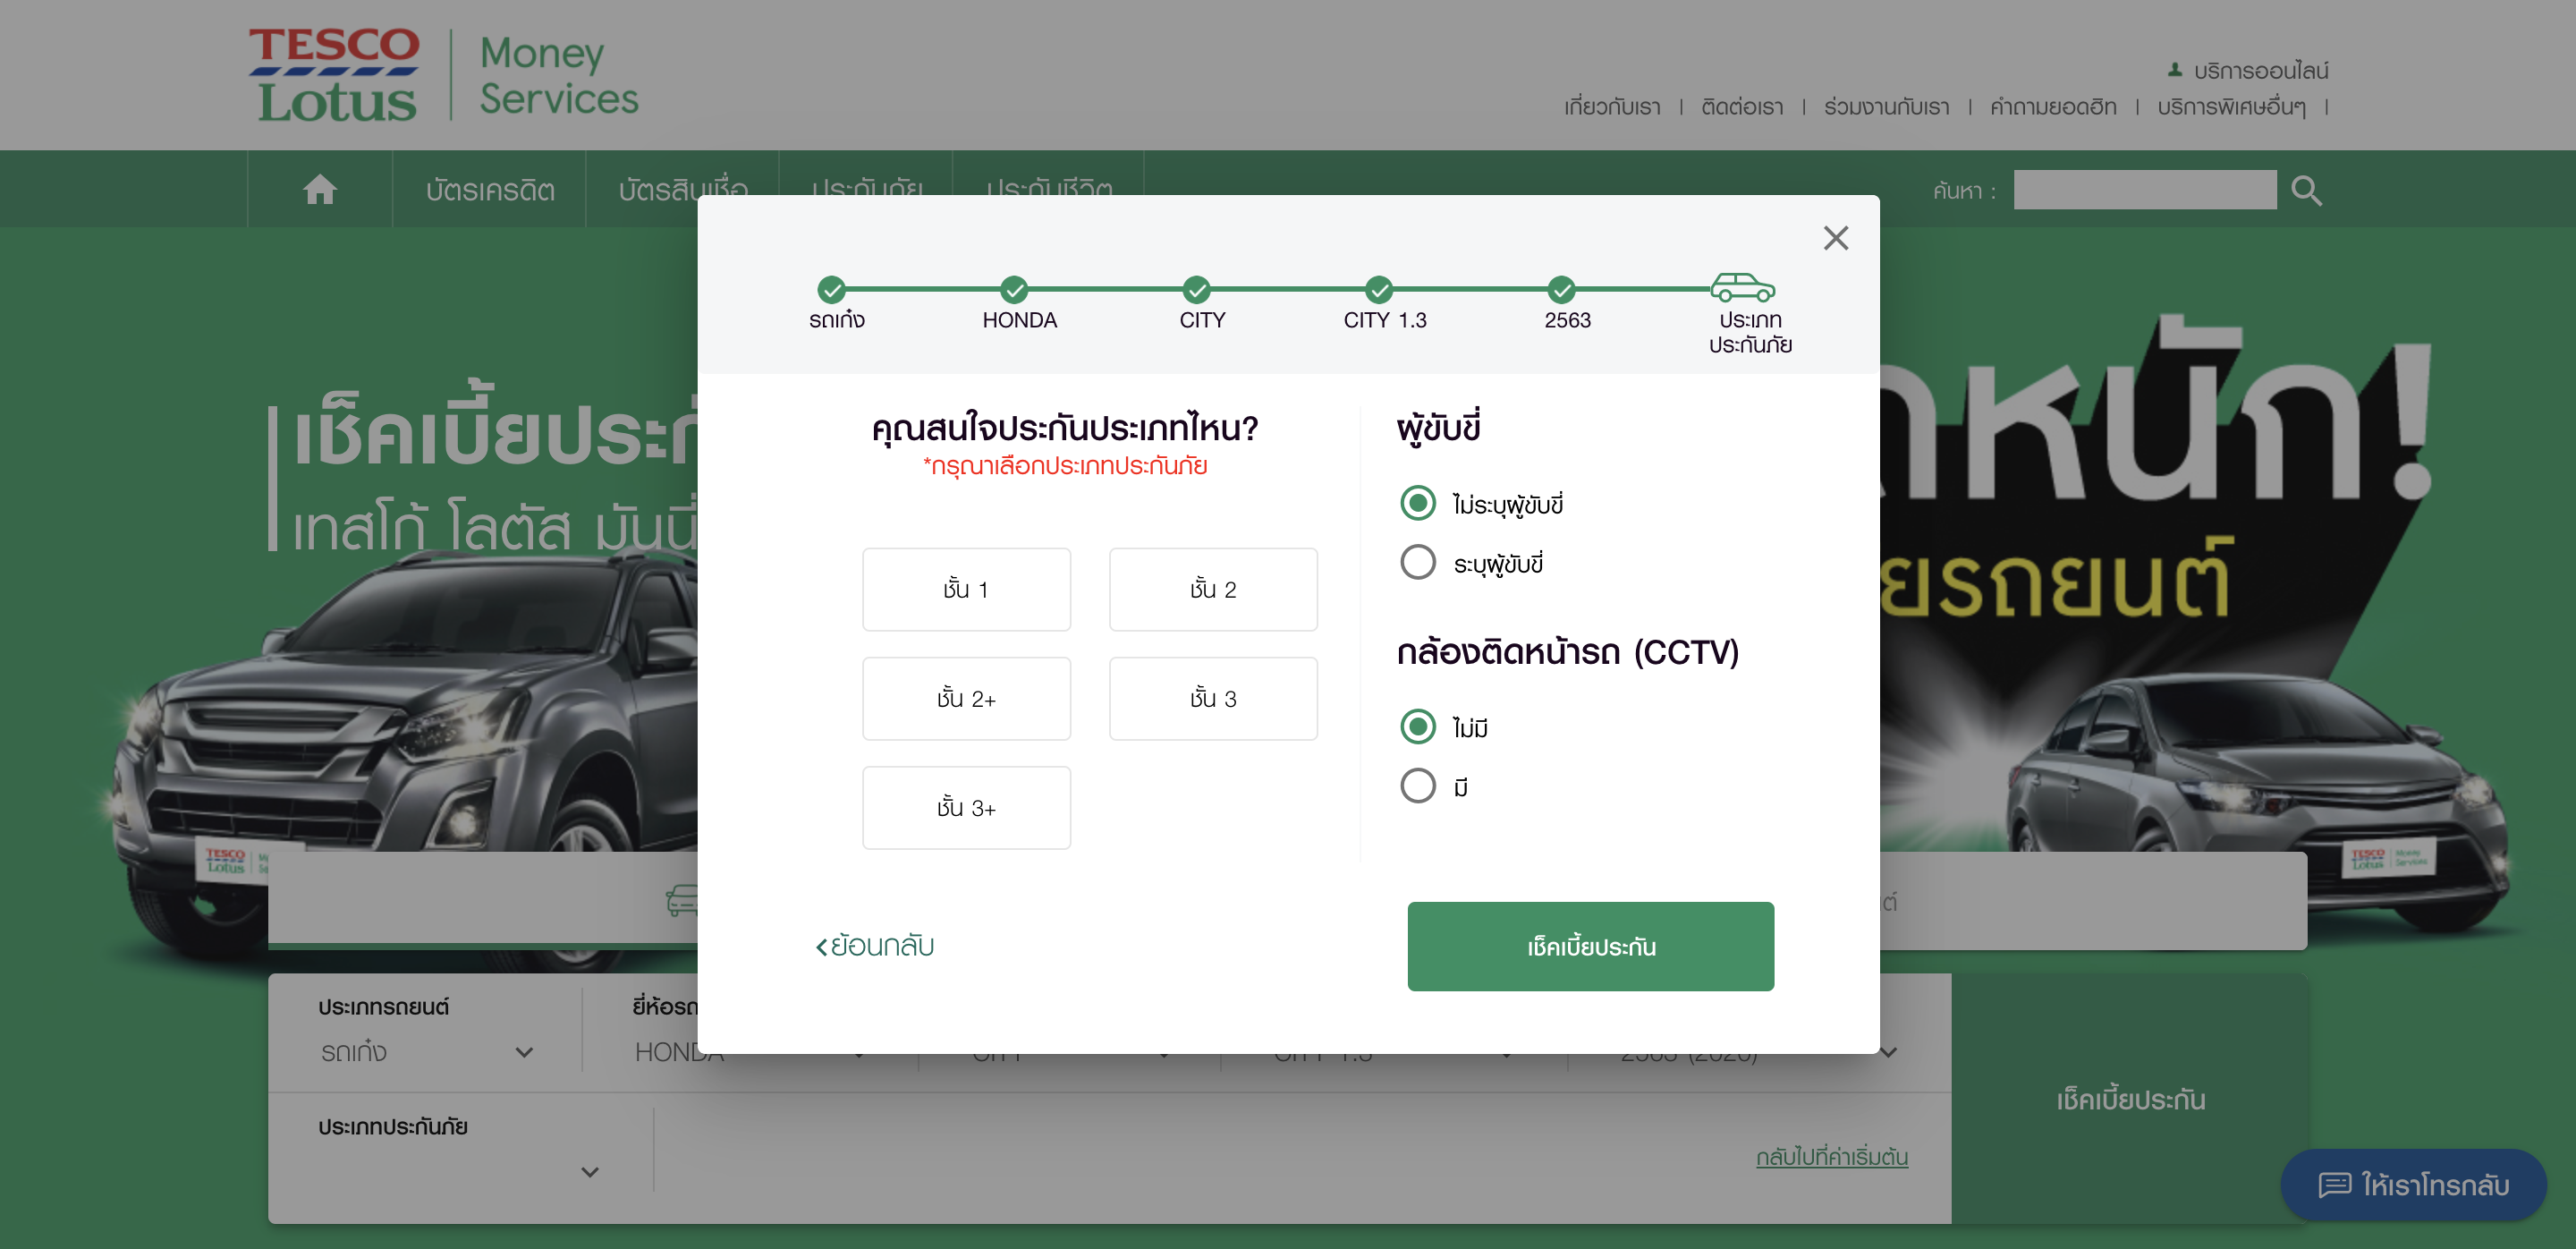 TESCO
Lotus
Money
Services
บริการออนไลน์
เกี่ยวกับเรา | ติดต่อเรา | ร่วมงานกับเรา | คำถามยอดฮิท | บริการพิเศษอื่นๆ |
บัตรเครดิต บัตรสินเชื่อ ประกันภัย ประกันชีวิต ค้นหา :
รถเก๋ง HONDA CITY CITY 1.3 2563 ประเภท
ประกันภัย
เช็คเบี้ยประกั
เทสโก้ โลตัส มันนี่
หนัก!
ยรถยนต์
คุณสนใจประกันประเภทไหน?
*กรุณาเลือกประเภทประกันภัย
ชั้น 1 ชั้น 2
ชั้น 2+ ชั้น 3
ชั้น 3+
ผู้ขับขี่
ไม่ระบุผู้ขับขี่
ระบุผู้ขับขี่
กล้องติดหน้ารถ (CCTV)
ไม่มี
มี
TESCO
Lotus
TESCO
Lotus
Money
Services
ต์
ย้อนกลับ
เช็คเบี้ยประกัน
ประเภทรถยนต์ ยี่ห้อรถ
รถเก๋ง HONDA CITY CITY 1.3 2563 (2020)
ประเภทประกันภัย
เช็คเบี้ยประกัน
กลับไปที่ค่าเริ่มต้น
ให้เราโทรกลับ